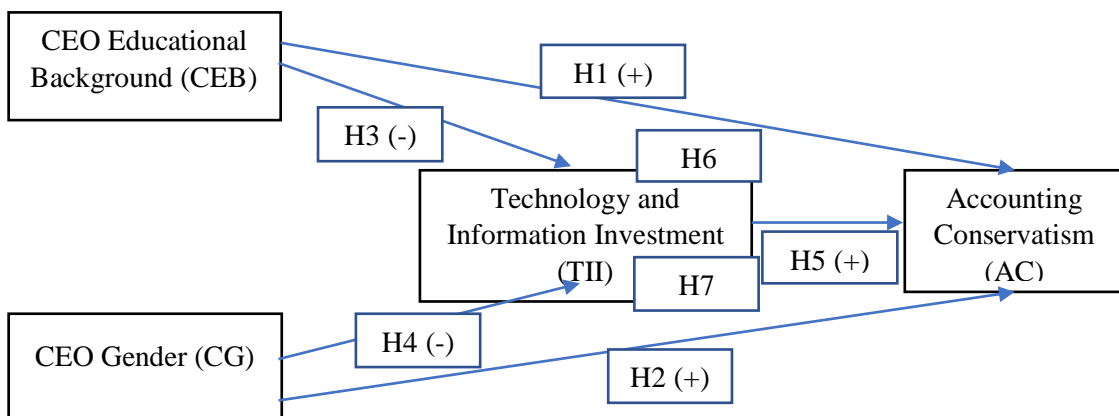 CEO Educational
Background (CEB)
H1 (+)
H3 (-)
H6
Technology and
Information Investment
(TII)
Accounting
Conservatism
(AC)
H5 (+)
H7
CEO Gender (CG)
H4 (-)
H2 (+)